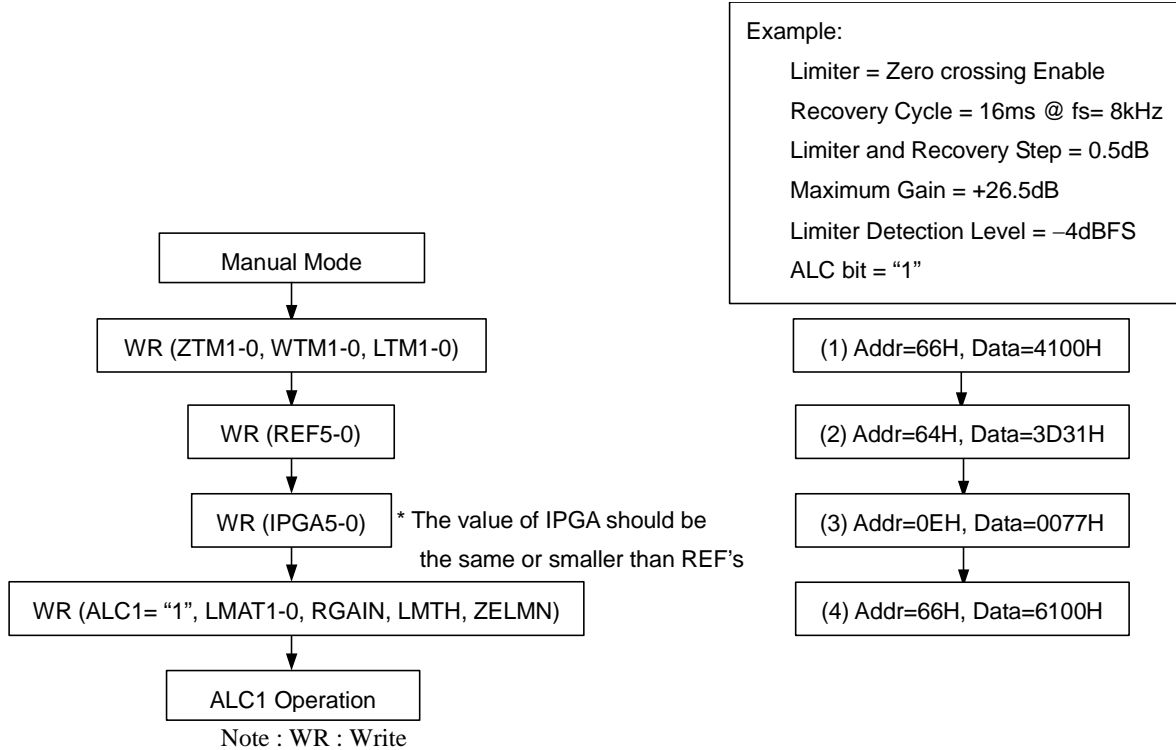 Example:
Limiter = Zero crossing Enable
Recovery Cycle = 16ms @ fs= 8kHz
Limiter and Recovery Step = 0.5dB
Maximum Gain = +26.5dB
Limiter Detection Level = −4dBFS
ALC bit = “1”
Manual Mode
WR (ZTM1-0, WTM1-0, LTM1-0)
WR (REF5-0)
WR (IPGA5-0)
* The value of IPGA should be
the same or smaller than REF’s
WR (ALC1= “1”, LMAT1-0, RGAIN, LMTH, ZELMN)
ALC1 Operation
Note : WR : Write
(1) Addr=66H, Data=4100H
(2) Addr=64H, Data=3D31H
(3) Addr=0EH, Data=0077H
(4) Addr=66H, Data=6100H